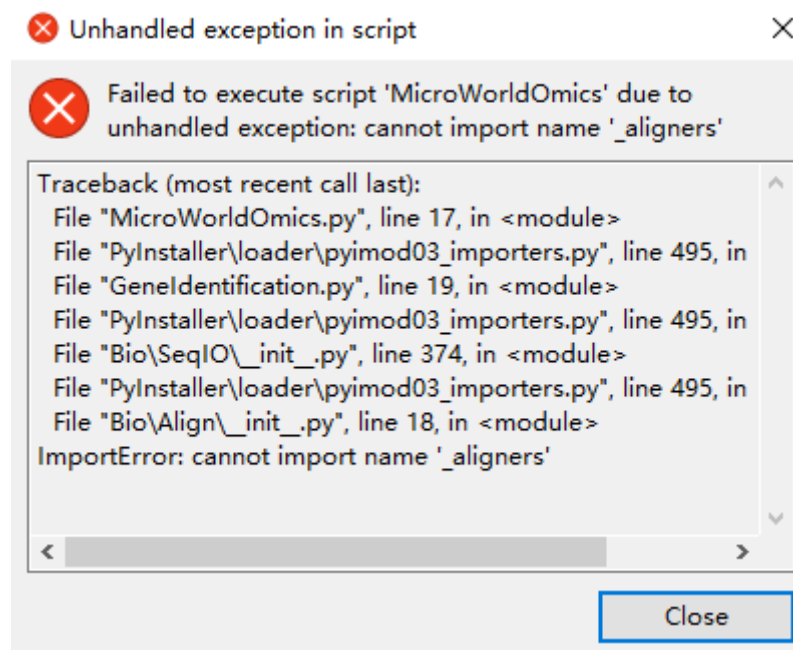 Unhandled exception in script
Failed to execute script 'MicroWorldOmics' due to
unhandled exception: cannot import name '_aligners'
Traceback (most recent call last):
File "MicroWorldOmics.py", line 17, in <module>
File "PyInstaller\loader\pyimod03_importers.py", line 495, in
File "GeneIdentification.py", line 19, in <module>
File "PyInstaller\loader\pyimod03_importers.py", line 495, in
File "Bio\SeqIO\__init__.py", line 374, in <module>
File "PyInstaller\loader\pyimod03_importers.py", line 495, in
File "Bio\Align\__init__.py", line 18, in <module>
ImportError: cannot import name '_aligners'
Close